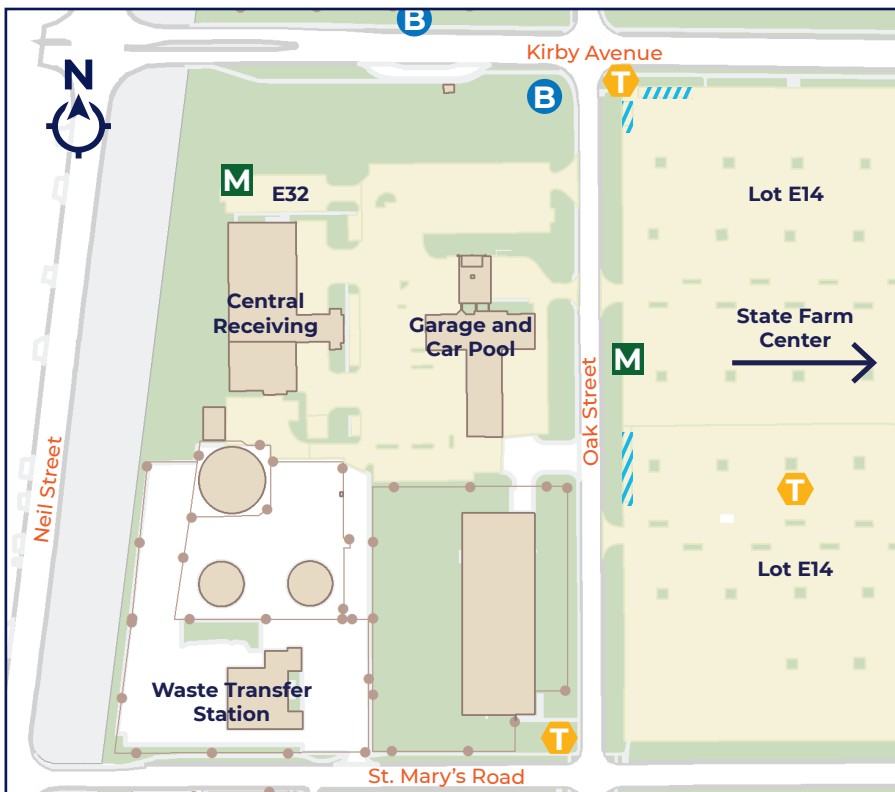 B
Kirby Avenue
N
T
B
M
E32
Lot E14
Central
Receiving
Garage and
Car Pool
State Farm
Center
M
Oak Street
Neil Street
T
Lot E14
Waste Transfer
Station
T
St. Mary's Road